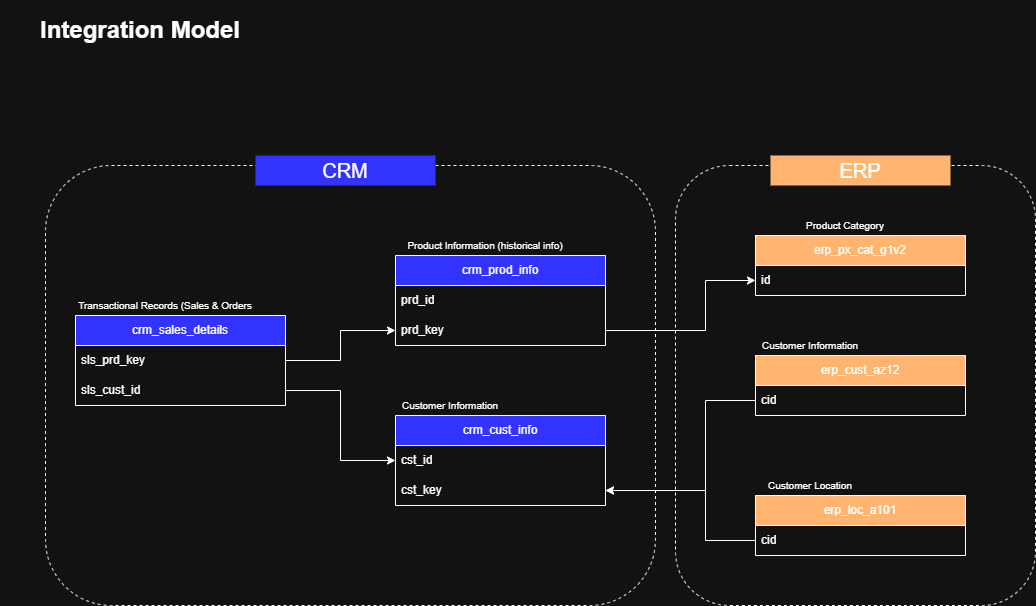 Integration Model
CRM
ERP
Product Category
erp_px_cat_g1v2
id
Product Information (historical info)
crm_prod_info
prd_id
prd_key
Transactional Records (Sales & Orders
crm_sales_details
sls_prd_key
sls_cust_id
Customer Information
erp_cust_az12
cid
Customer Information
crm_cust_info
cst_id
cst_key
Customer Location
erp_loc_a101
cid